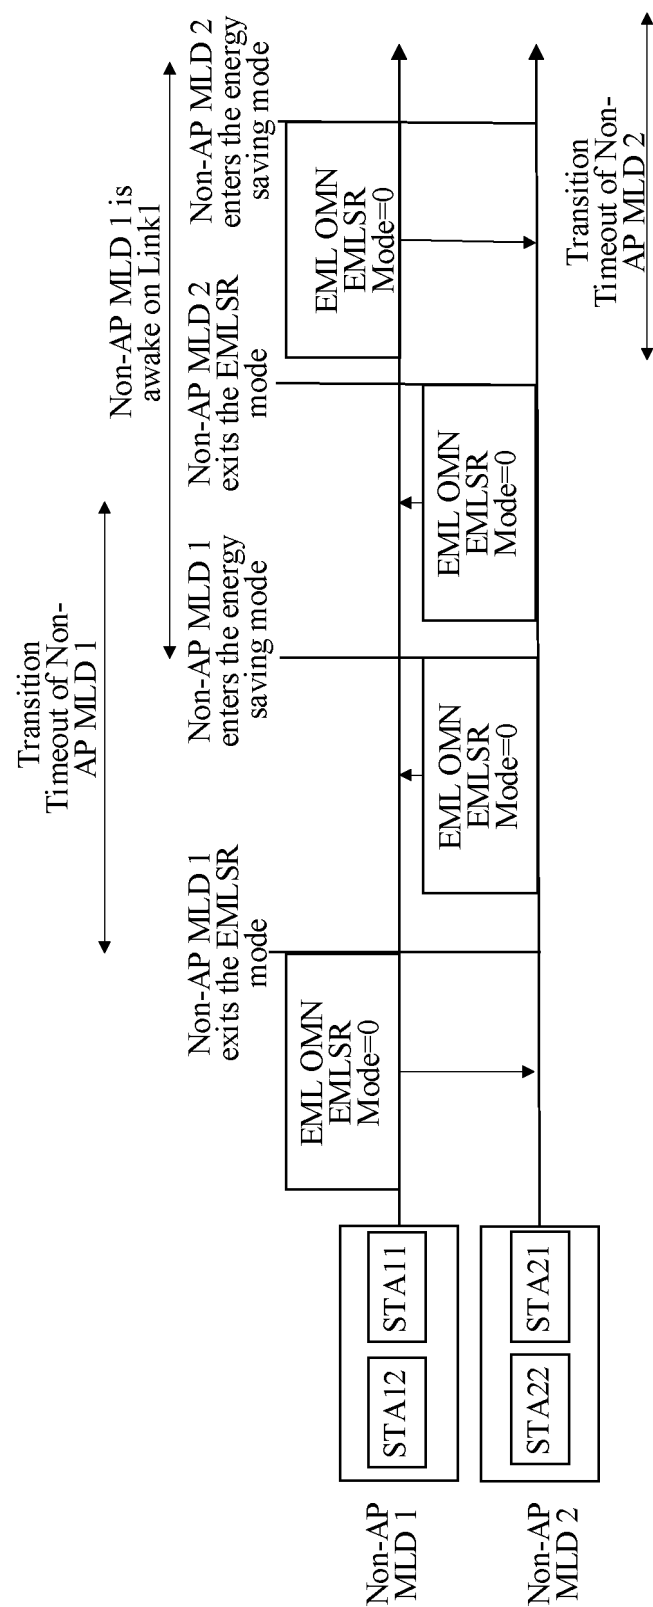 Transition
Timeout of Non-
AP MLD 1
Non-AP MLD 1 is
awake on Link1
Non-AP MLD 1
exits the EMLSR
mode
Non-AP MLD 1
enters the energy
saving mode
Non-AP MLD 2
exits the EMLSR
mode
Non-AP MLD 2
enters the energy
saving mode
EML OMN
EMLSR
Mode=0
EML OMN
EMLSR
Mode=0
Non-AP
MLD 1
STA12
STA11
EML OMN
EMLSR
Mode=0
EML OMN
EMLSR
Mode=0
Non-AP
MLD 2
STA22
STA21
Transition
Timeout of Non-
AP MLD 2